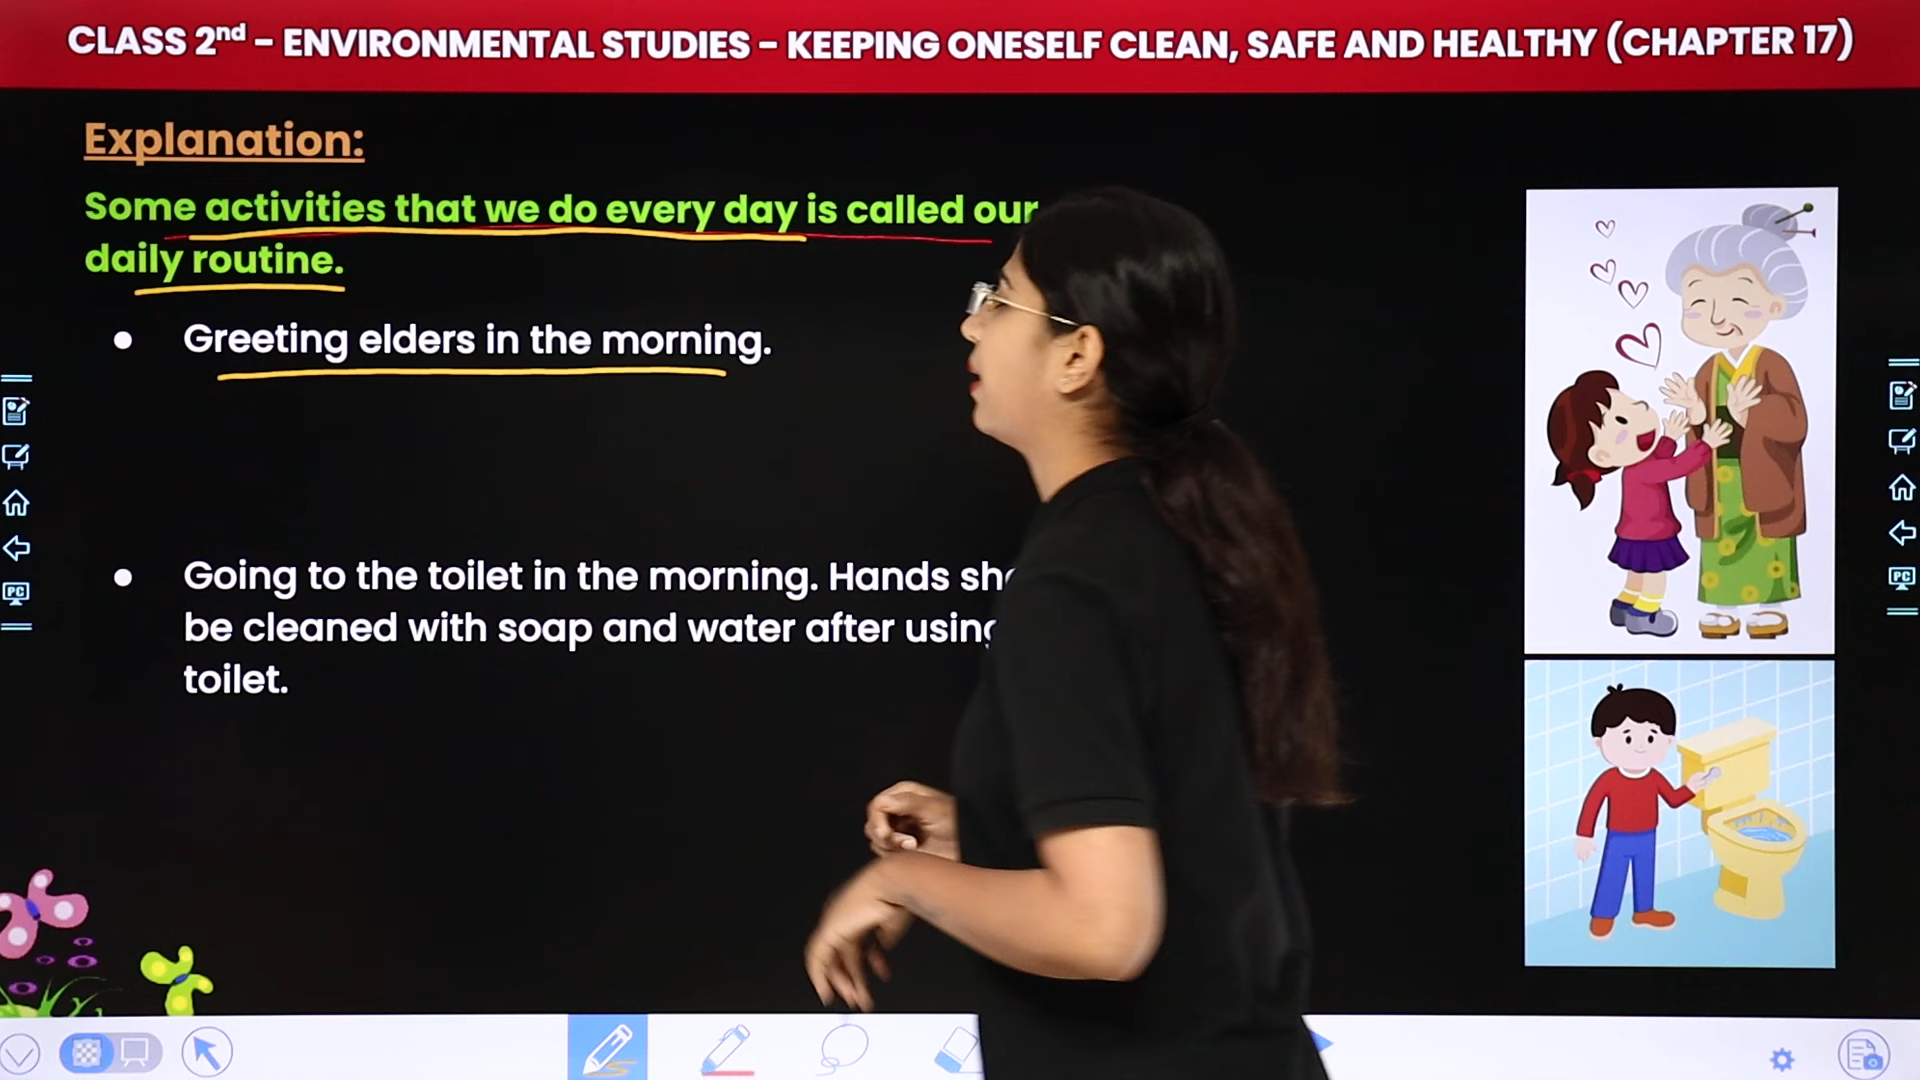 CLASS 2nd - ENVIRONMENTAL STUDIES - KEEPING ONESELF CLEAN, SAFE AND HEALTHY (CHAPTER 17)
Explanation:
Some activities that we do every day is called our
daily routine.
● Greeting elders in the morning.
● Going to the toilet in the morning. Hands
be cleaned with soap and water after
toilet.
PC
PC